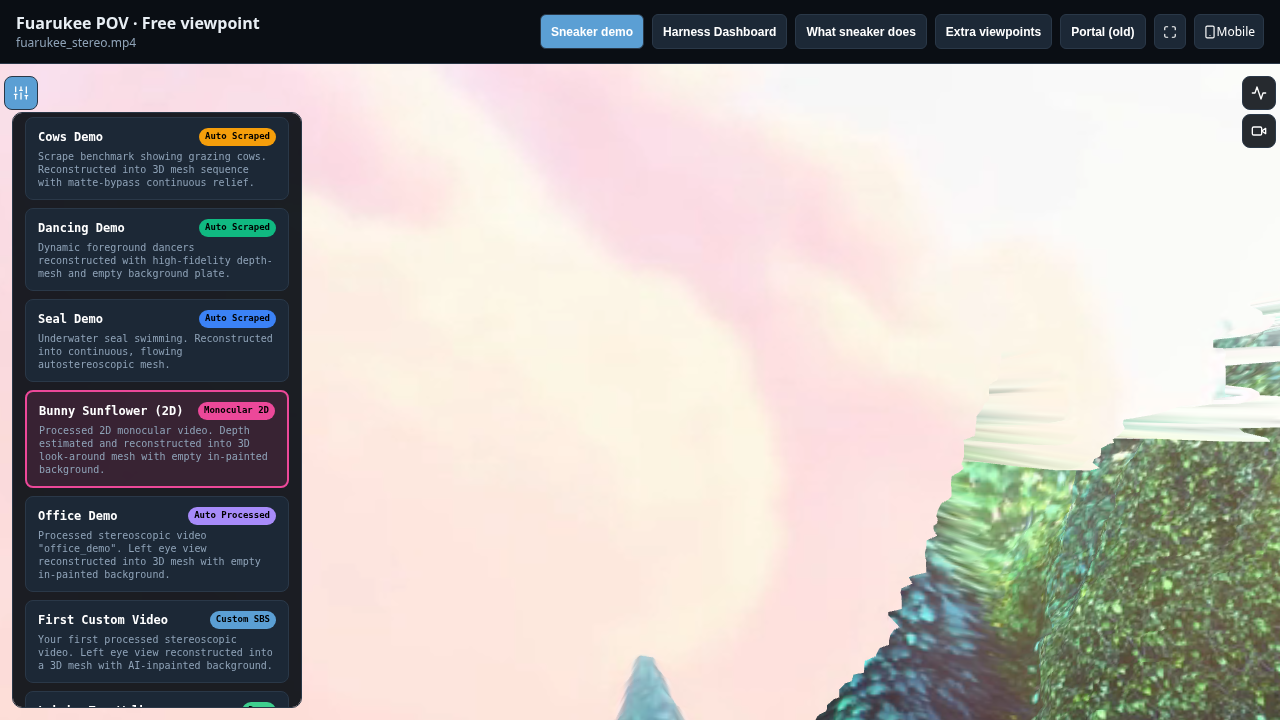 Fuarukee POV · Free viewpoint
fuarukee_stereo.mp4
Sneaker demo
Harness Dashboard
What sneaker does
Extra viewpoints
Portal (old)
Mobile
Cows Demo
Auto Scraped
Scrape benchmark showing grazing cows.
Reconstructed into 3D mesh sequence
with matte-bypass continuous relief.
Dancing Demo
Auto Scraped
Dynamic foreground dancers
reconstructed with high-fidelity depth-
mesh and empty background plate.
Seal Demo
Auto Scraped
Underwater seal swimming. Reconstructed
into continuous, flowing
autostereoscopic mesh.
Bunny Sunflower (2D)
Monocular 2D
Processed 2D monocular video. Depth
estimated and reconstructed into 3D
look-around mesh with empty in-painted
background.
Office Demo
Auto Processed
Processed stereoscopic video
"office_demo". Left eye view
reconstructed into 3D mesh with empty
in-painted background.
First Custom Video
Custom SBS
Your first processed stereoscopic
video. Left eye view reconstructed into
a 3D mesh with AI-inpainted background.